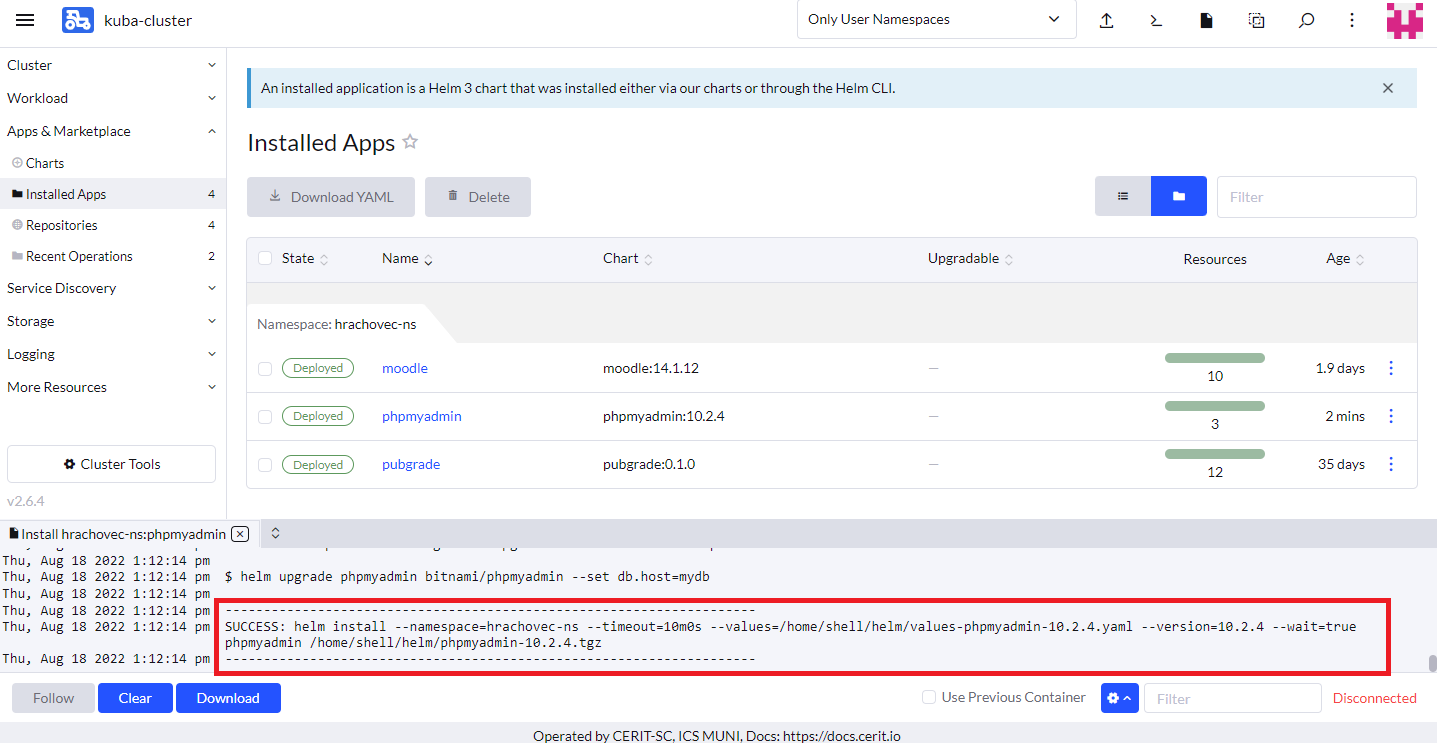 kuba-cluster
Only User Namespaces
Cluster
Workload
Apps & Marketplace
Charts
Installed Apps 4
Repositories 4
Recent Operations 2
Service Discovery
Storage
Logging
More Resources
Cluster Tools
v2.6.4
An installed application is a Helm 3 chart that was installed either via our charts or through the Helm CLI.
Installed Apps
Download YAML Delete Filter
State Name Chart Upgradable Resources Age
Namespace: hrachovec-ns
Deployed moodle moodle:14.1.12 — 10 1.9 days
Deployed phpmyadmin phpmyadmin:10.2.4 — 3 2 mins
Deployed pubgrade pubgrade:0.1.0 — 12 35 days
Install hrachovec-ns:phpmyadmin
Thu, Aug 18 2022 1:12:14 pm
Thu, Aug 18 2022 1:12:14 pm $ helm upgrade phpmyadmin bitnami/phpmyadmin --set db.host=mydb
Thu, Aug 18 2022 1:12:14 pm
Thu, Aug 18 2022 1:12:14 pm ---------------------------------------------------------------------
Thu, Aug 18 2022 1:12:14 pm SUCCESS: helm install --namespace=hrachovec-ns --timeout=10m0s --values=/home/shell/helm/values-phpmyadmin-10.2.4.yaml --version=10.2.4 --wait=true
phpmyadmin /home/shell/helm/phpmyadmin-10.2.4.tgz
Thu, Aug 18 2022 1:12:14 pm ---------------------------------------------------------------------
Follow Clear Download Use Previous Container Filter Disconnected
Operated by CERIT-SC, ICS MUNI, Docs: https://docs.cerit.io